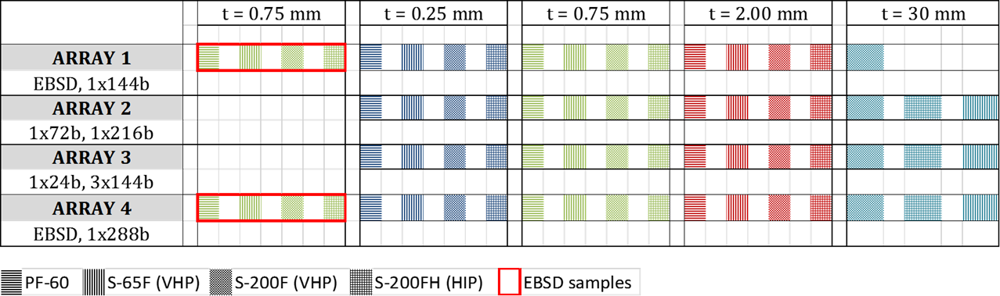 t = 0.75 mm t = 0.25 mm t = 0.75 mm t = 2.00 mm t = 30 mm
ARRAY 1
EBSD, 1x144b
ARRAY 2
1x72b, 1x216b
ARRAY 3
1x24b, 3x144b
ARRAY 4
EBSD, 1x288b
PF-60 S-65F (VHP) S-200F (VHP) S-200FH (HIP) EBSD samples